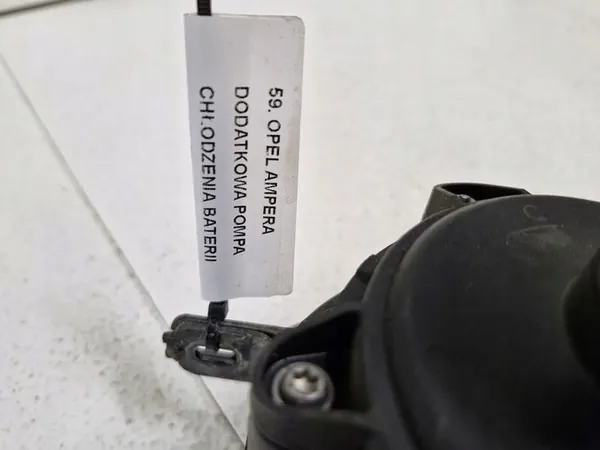 59. OPEL AMPERA
DODATKOWA POMPA
CHŁODZENIA BATERII